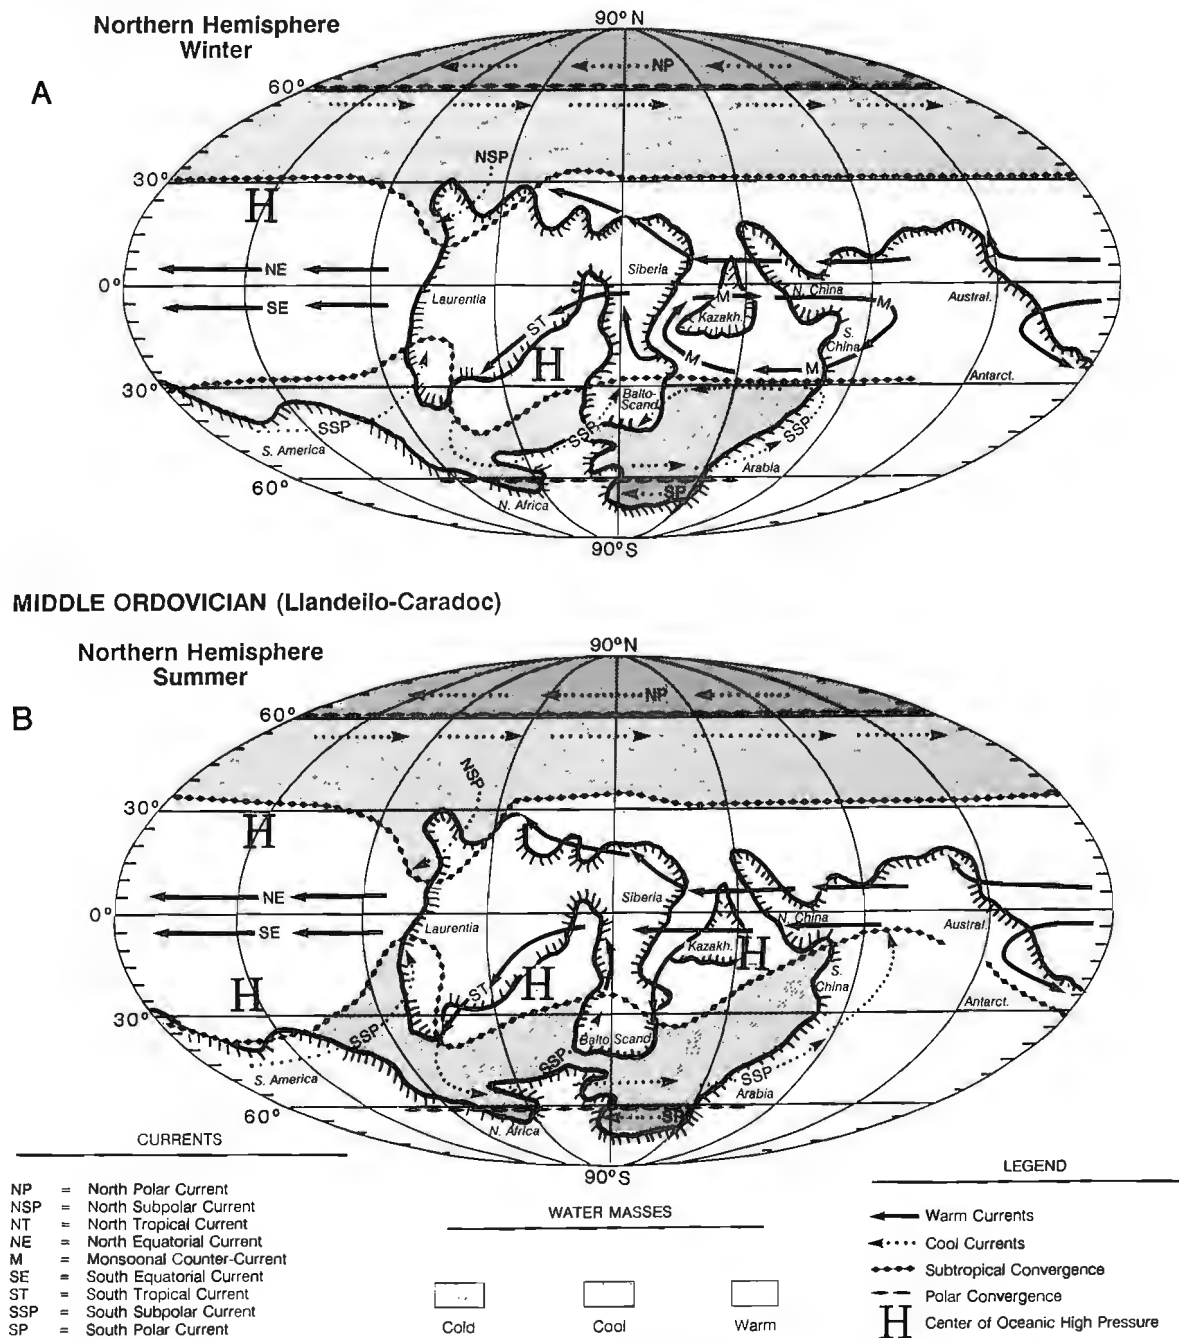 Northern Hemisphere
Winter
A
90° N
NP
60°
NSP
30°
H
NE
0°
SE
Laurentia
Siberia
ST
H
M
Kazakh.
N. China
M
S.
China
M
M
Austral.
Antarct.
30°
Balto-
Scand.
SSP
SSP
SSP
S. America
Arabia
60°
N. Africa
SP
90°S
MIDDLE ORDOVICIAN (Llandeilo-Caradoc)
Northern Hemisphere
Summer
B
90°N
NP
60°
NSP
30°
H
NE
0°
SE
Laurentia
Siberia
N. China
Kazakh.
H
Austral.
H
ST
H
S.
China
Antarct.
30°
SSP
Balto Scand.
SSP
SSP
S. America
Arabia
60°
N. Africa
SP
90°S
CURRENTS
NP = North Polar Current
NSP = North Subpolar Current
NT = North Tropical Current
NE = North Equatorial Current
M = Monsoonal Counter-Current
SE = South Equatorial Current
ST = South Tropical Current
SSP = South Subpolar Current
SP = South Polar Current
WATER MASSES
Cold Cool Warm
LEGEND
Warm Currents
Cool Currents
Subtropical Convergence
Polar Convergence
H Center of Oceanic High Pressure